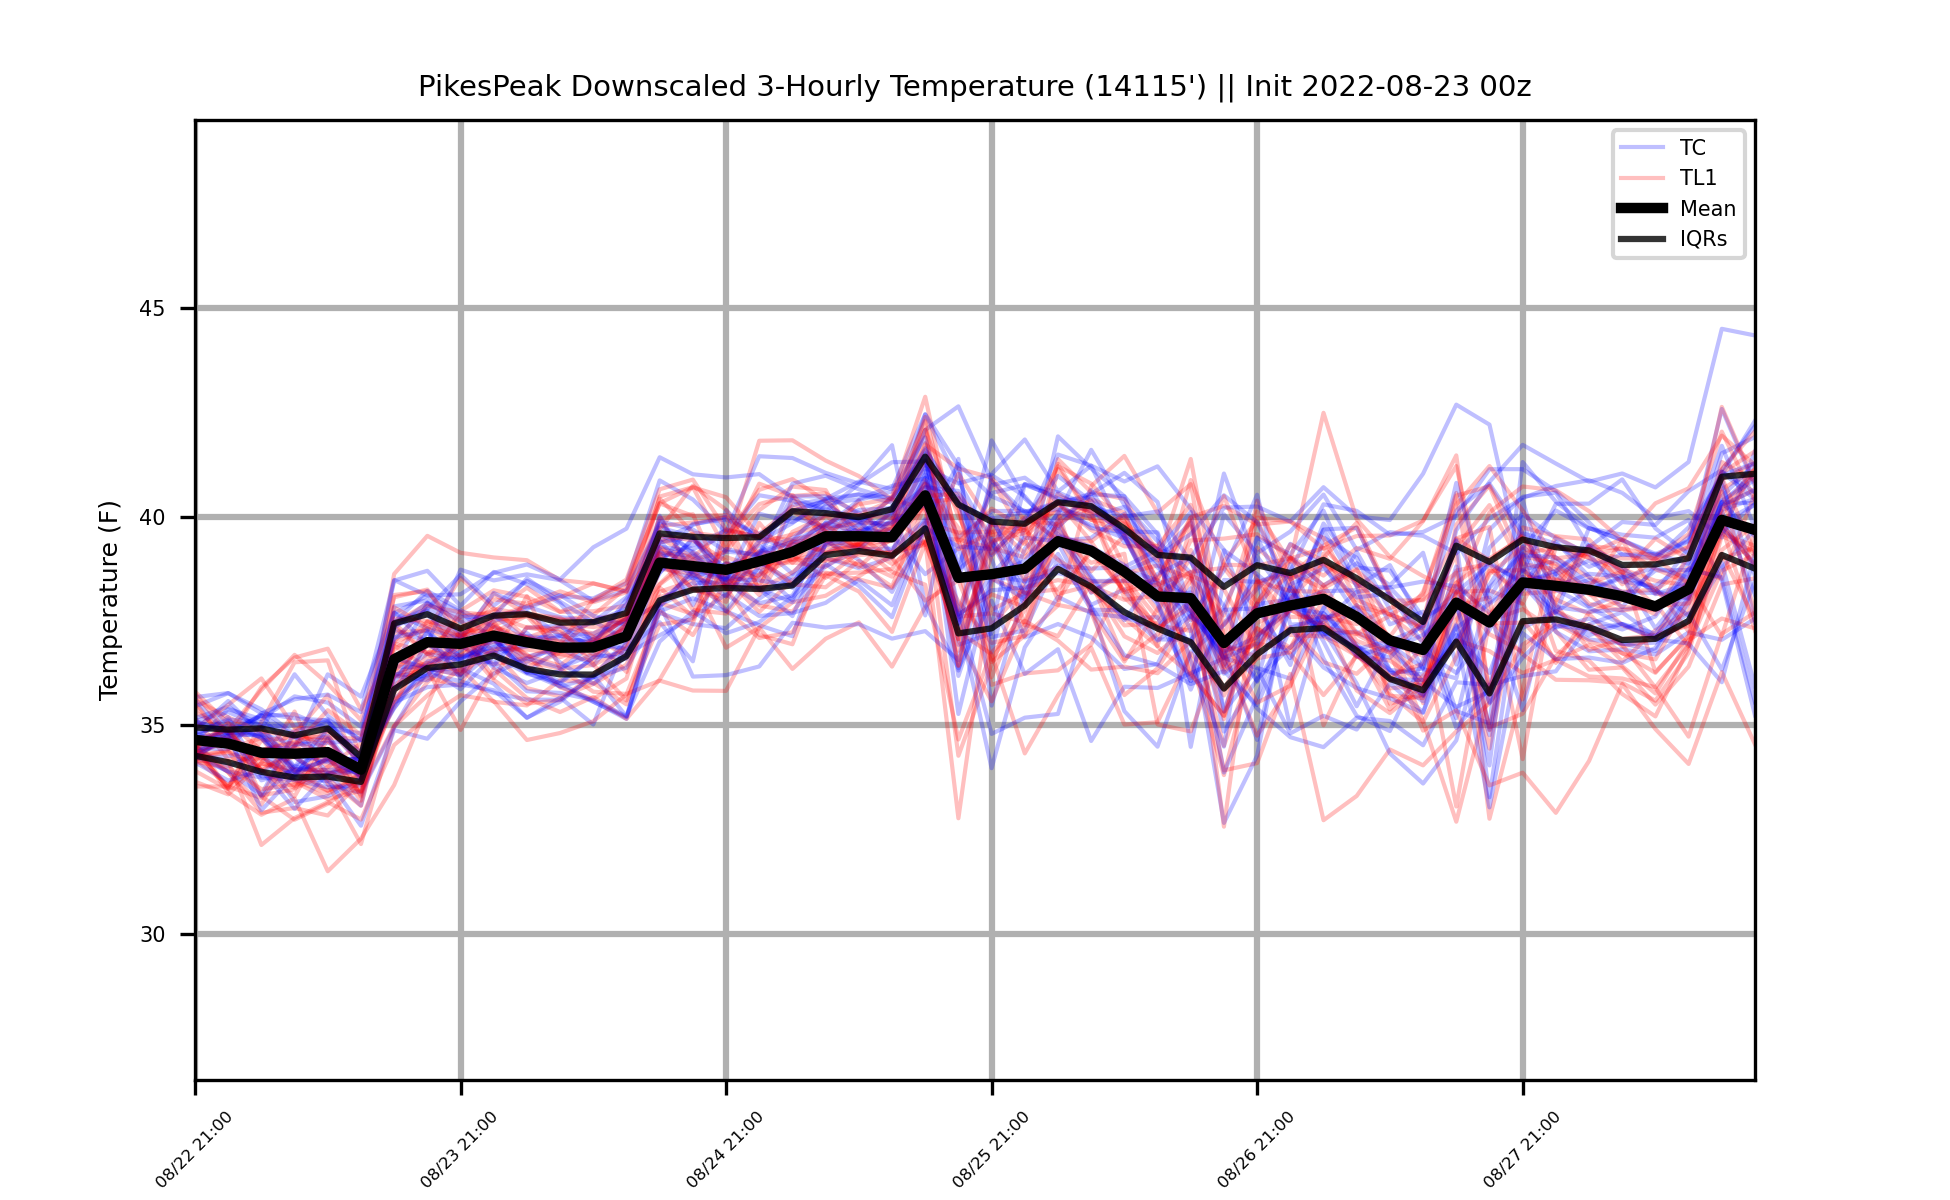 PikesPeak Downscaled 3-Hourly Temperature (14115') || Init 2022-08-23 00z
TC
TL1
Mean
IQRs
Temperature (F)
45
40
35
30
08/22 21:00
08/23 21:00
08/24 21:00
08/25 21:00
08/26 21:00
08/27 21:00